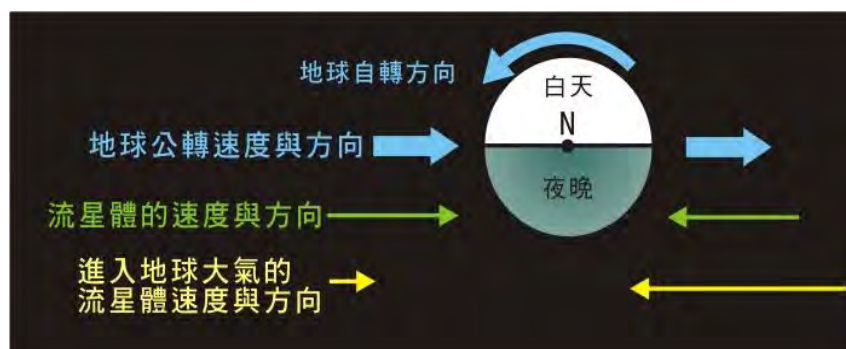 地球自轉方向
白天
N
地球公轉速度與方向
夜晚
流星體的速度與方向
進入地球大氣的
流星體速度與方向